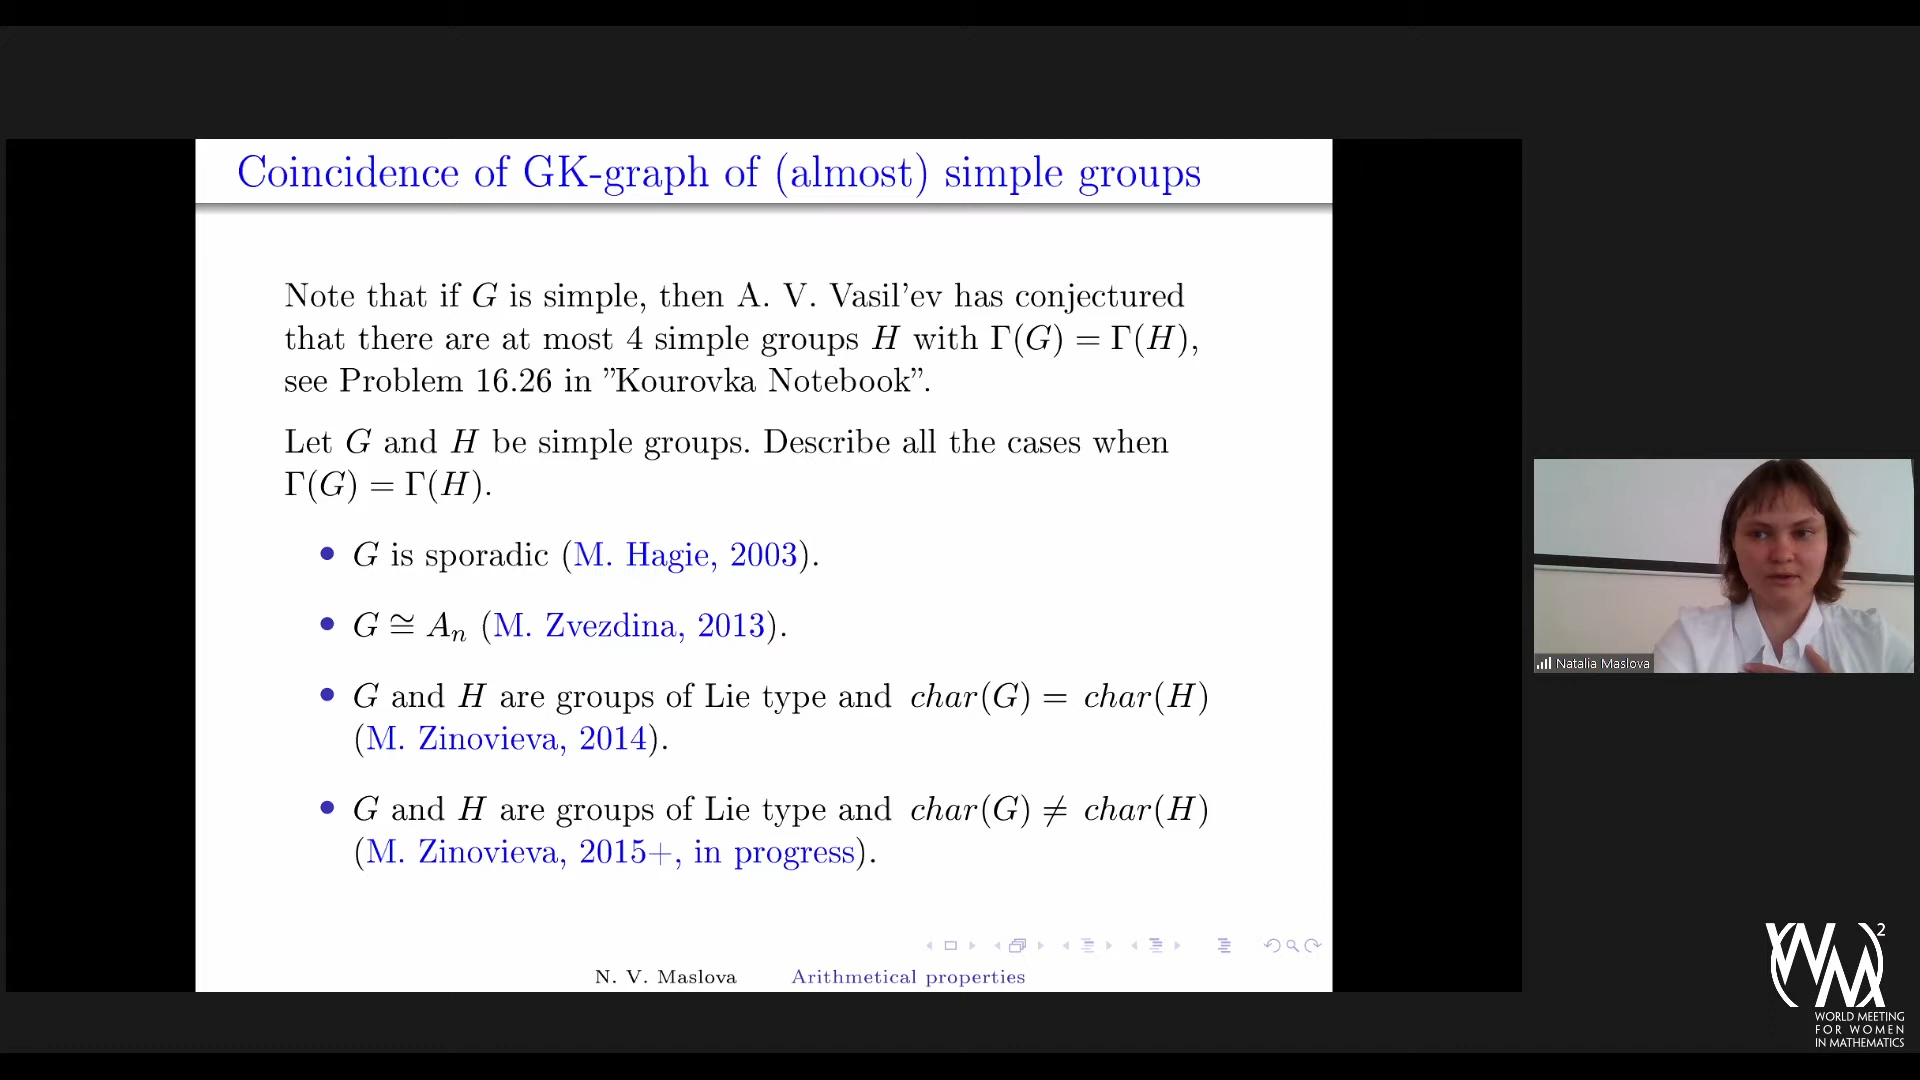 Coincidence of GK-graph of (almost) simple groups
Note that if G is simple, then A. V. Vasil'ev has conjectured
that there are at most 4 simple groups H with Γ(G) = Γ(H),
see Problem 16.26 in ”Kourovka Notebook”.
Let G and H be simple groups. Describe all the cases when
Γ(G) = Γ(H).
• G is sporadic (M. Hagie, 2003).
• G ≅ Aₙ (M. Zvezdina, 2013).
• G and H are groups of Lie type and char(G) = char(H)
(M. Zinovieva, 2014).
• G and H are groups of Lie type and char(G) ≠ char(H)
(M. Zinovieva, 2015+, in progress).
N. V. Maslova Arithmetical properties
Natalia Maslova
(WM)²
WORLD MEETING
FOR WOMEN
IN MATHEMATICS